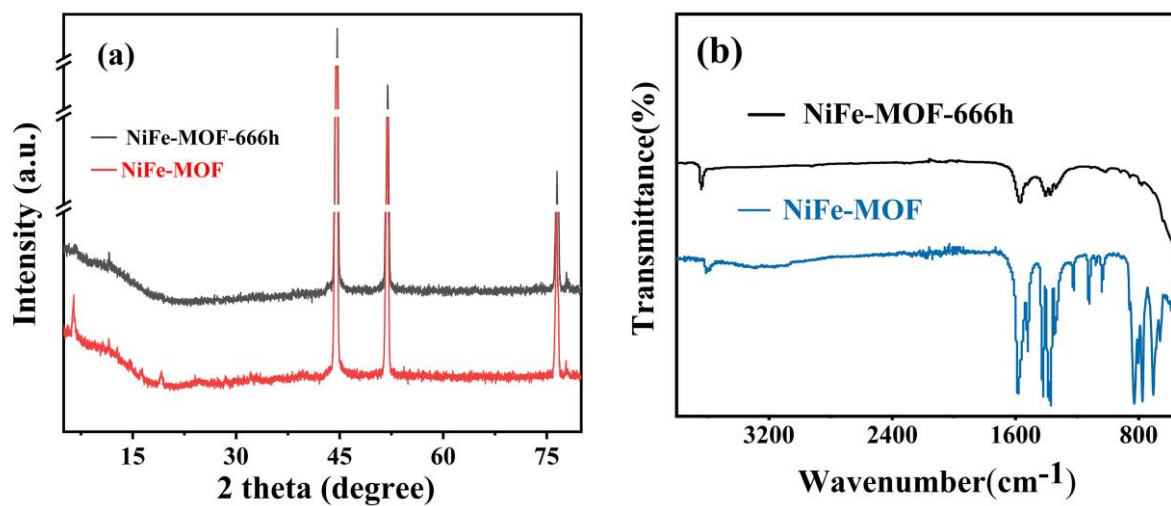 (a)
NiFe-MOF-666h
NiFe-MOF
Intensity (a.u.)
15 30 45 60 75
2 theta (degree)
(b)
NiFe-MOF-666h
NiFe-MOF
Transmittance(%)
3200 2400 1600 800
Wavenumber(cm⁻¹)